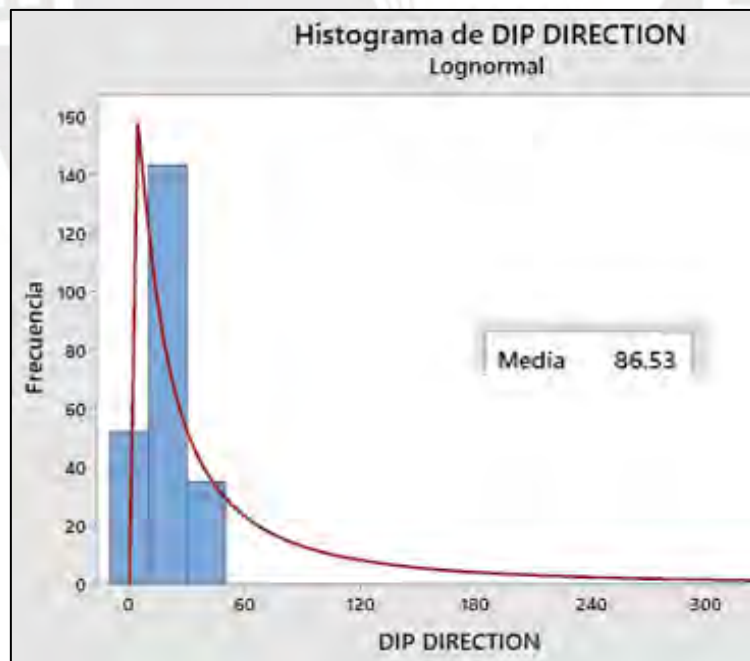 Histograma de DIP DIRECTION
Lognormal
160
140
120
100
80
60
40
20
0
Frecuencia
Media 86.53
0 60 120 180 240 300
DIP DIRECTION